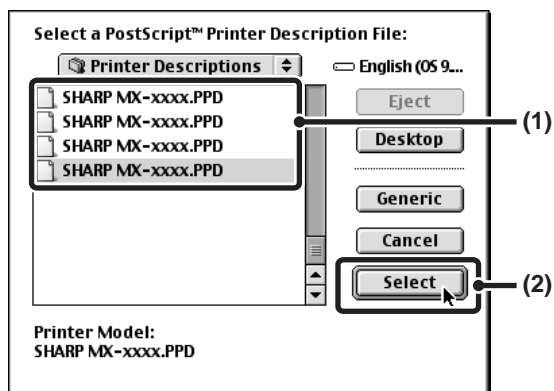 Select a PostScript™ Printer Description File:
Printer Descriptions
English (OS 9....
SHARP MX-xxxx.PPD
SHARP MX-xxxx.PPD
SHARP MX-xxxx.PPD
SHARP MX-xxxx.PPD
Eject
Desktop
Generic
Cancel
Select
(1)
(2)
Printer Model:
SHARP MX-xxxx.PPD